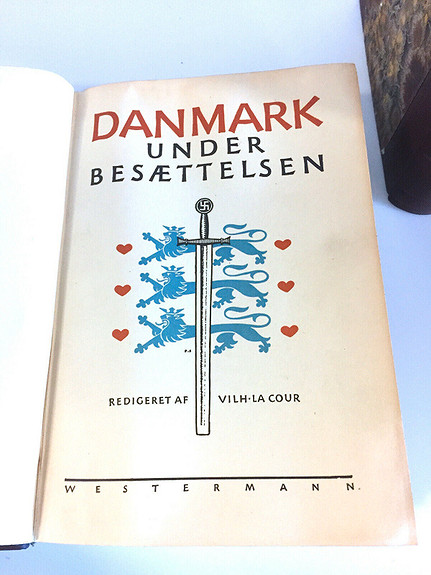 DANMARK
UNDER
BESÆTTELSEN
REDIGERET AF VILH·LA COUR
WESTERMANN.